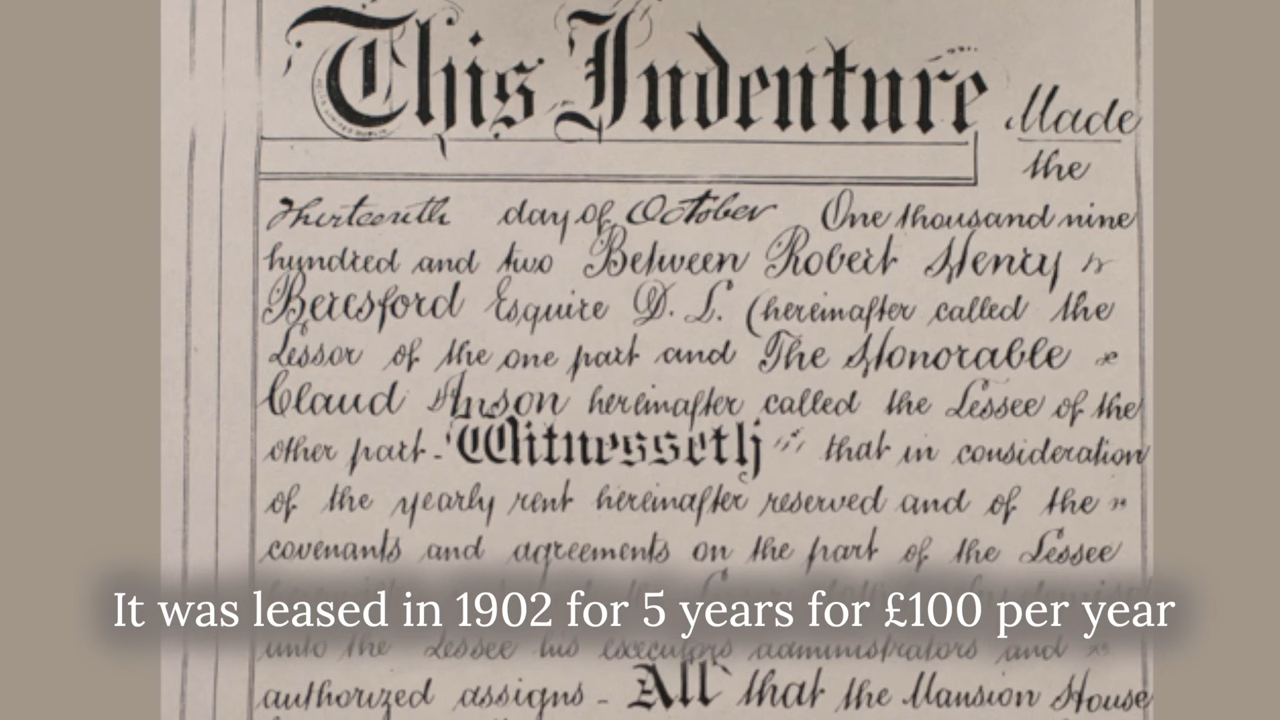 This Indenture Made
the
Thirteenth day of October One thousand nine
hundred and two Between Robert Henry
Beresford Esquire D. L. (hereinafter called the
Lessor of the one part and The Honorable
Claud Anson hereinafter called the Lessee of the
other part - Witnesseth that in consideration
of the yearly rent hereinafter reserved and of the
covenants and agreements on the part of the Lessee
It was leased in 1902 for 5 years for £100 per year
unto the Lessee his executors administrators and
authorized assigns - All that the Mansion House